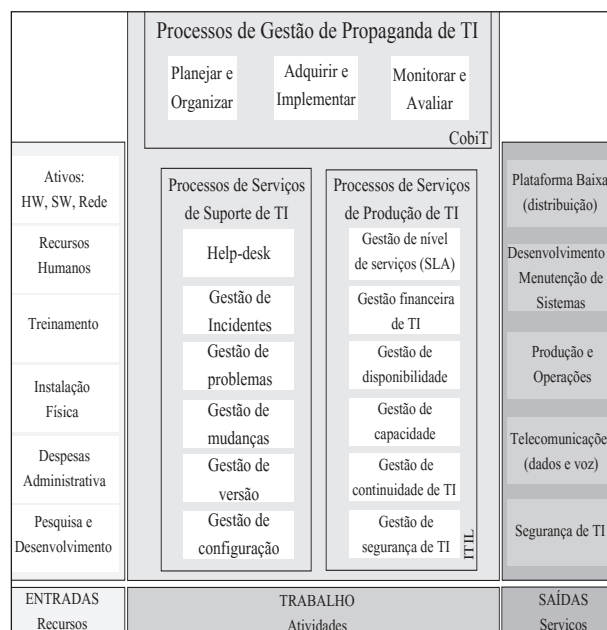 Processos de Gestão de Propaganda de TI
Planejar e
Organizar
Adquirir e
Implementar
Monitorar e
Avaliar
CobiT
Ativos:
HW, SW, Rede
Recursos
Humanos
Treinamento
Instalação
Física
Despesas
Administrativa
Pesquisa e
Desenvolvimento
Processos de Serviços
de Suporte de TI
Help-desk
Gestão de
Incidentes
Gestão de
problemas
Gestão de
mudanças
Gestão de
versão
Gestão de
configuração
Processos de Serviços
de Produção de TI
Gestão de nível
de serviços (SLA)
Gestão financeira
de TI
Gestão de
disponibilidade
Gestão de
capacidade
Gestão de
continuidade de TI
Gestão de
segurança de TI
ITIL
Plataforma Baixa
(distribuição)
Desenvolvimento
Menutenção de
Sistemas
Produção e
Operações
Telecomunicaçõe
(dados e voz)
Segurança de TI
ENTRADAS
Recursos
TRABALHO
Atividades
SAÍDAS
Serviços